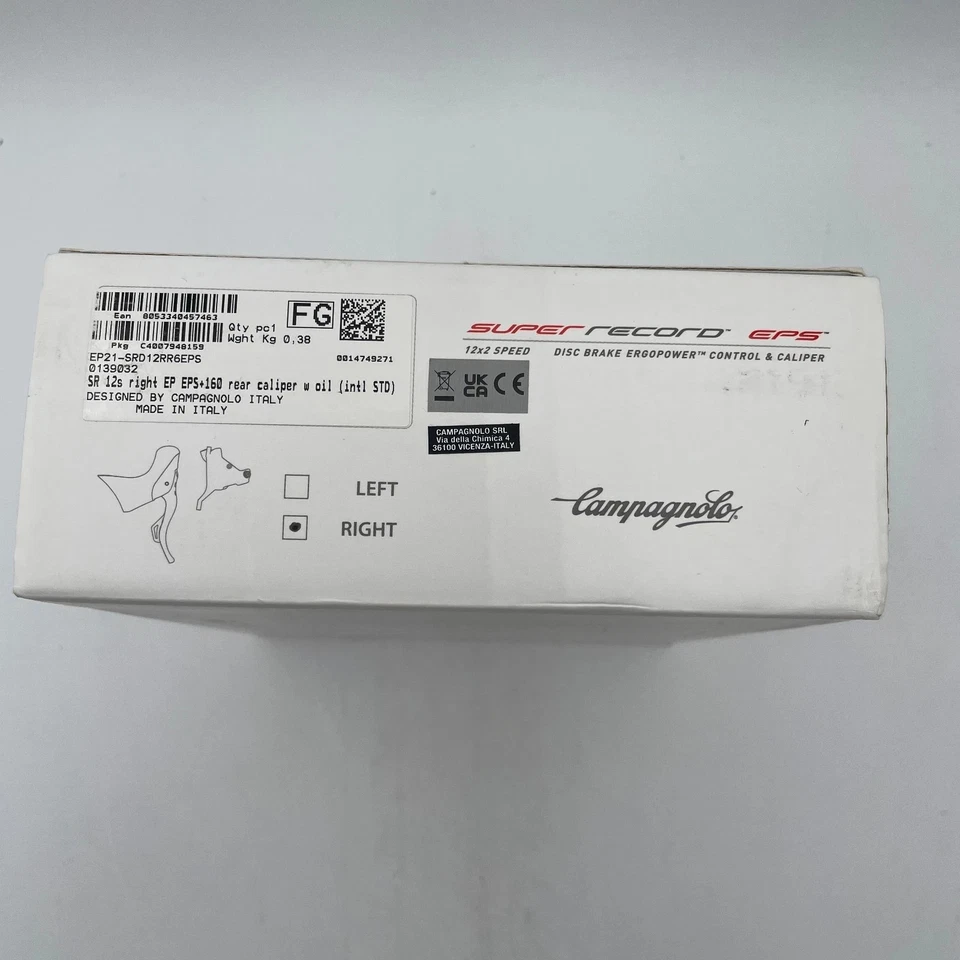 Ean 8053340457463
Pkg C4007948159
Qty pc1
Wght Kg 0,38
FG
EP21-SRD12RR6EPS
0014749271
0139032
SR 12s right EP EPS+160 rear caliper w oil (intl STD)
DESIGNED BY CAMPAGNOLO ITALY
MADE IN ITALY
LEFT
RIGHT
SUPER RECORD™ EPS™
12x2 SPEED DISC BRAKE ERGOPOWER™ CONTROL & CALIPER
UK
CA
CE
CAMPAGNOLO SRL
Via della Chimica 4
36100 VICENZA-ITALY
Campagnolo